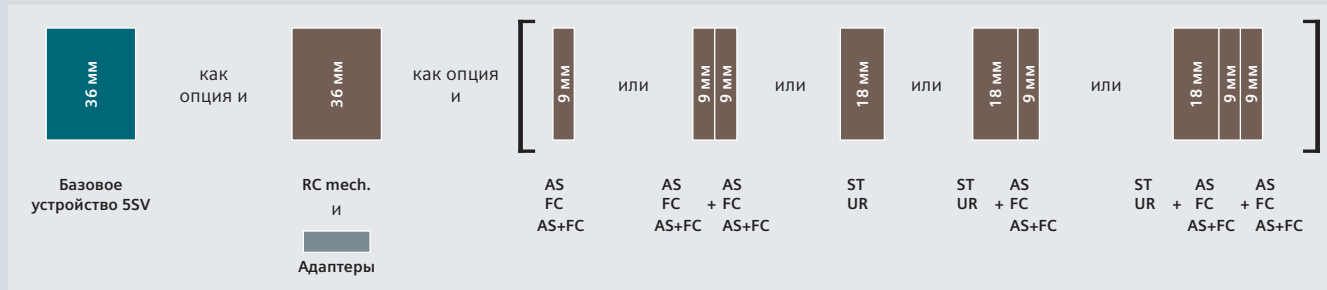 36 мм
как
опция и
36 мм
как опция
и
9 мм
или
9 мм
9 мм
или
18 мм
или
18 мм
9 мм
или
18 мм
9 мм
9 мм
Базовое
устройство 5SV
RC mech.
и
Адаптеры
AS
FC
AS+FC
AS AS
FC + FC
AS+FC AS+FC
ST
UR
ST AS
UR + FC
AS+FC
ST AS AS
UR + FC + FC
AS+FC AS+FC